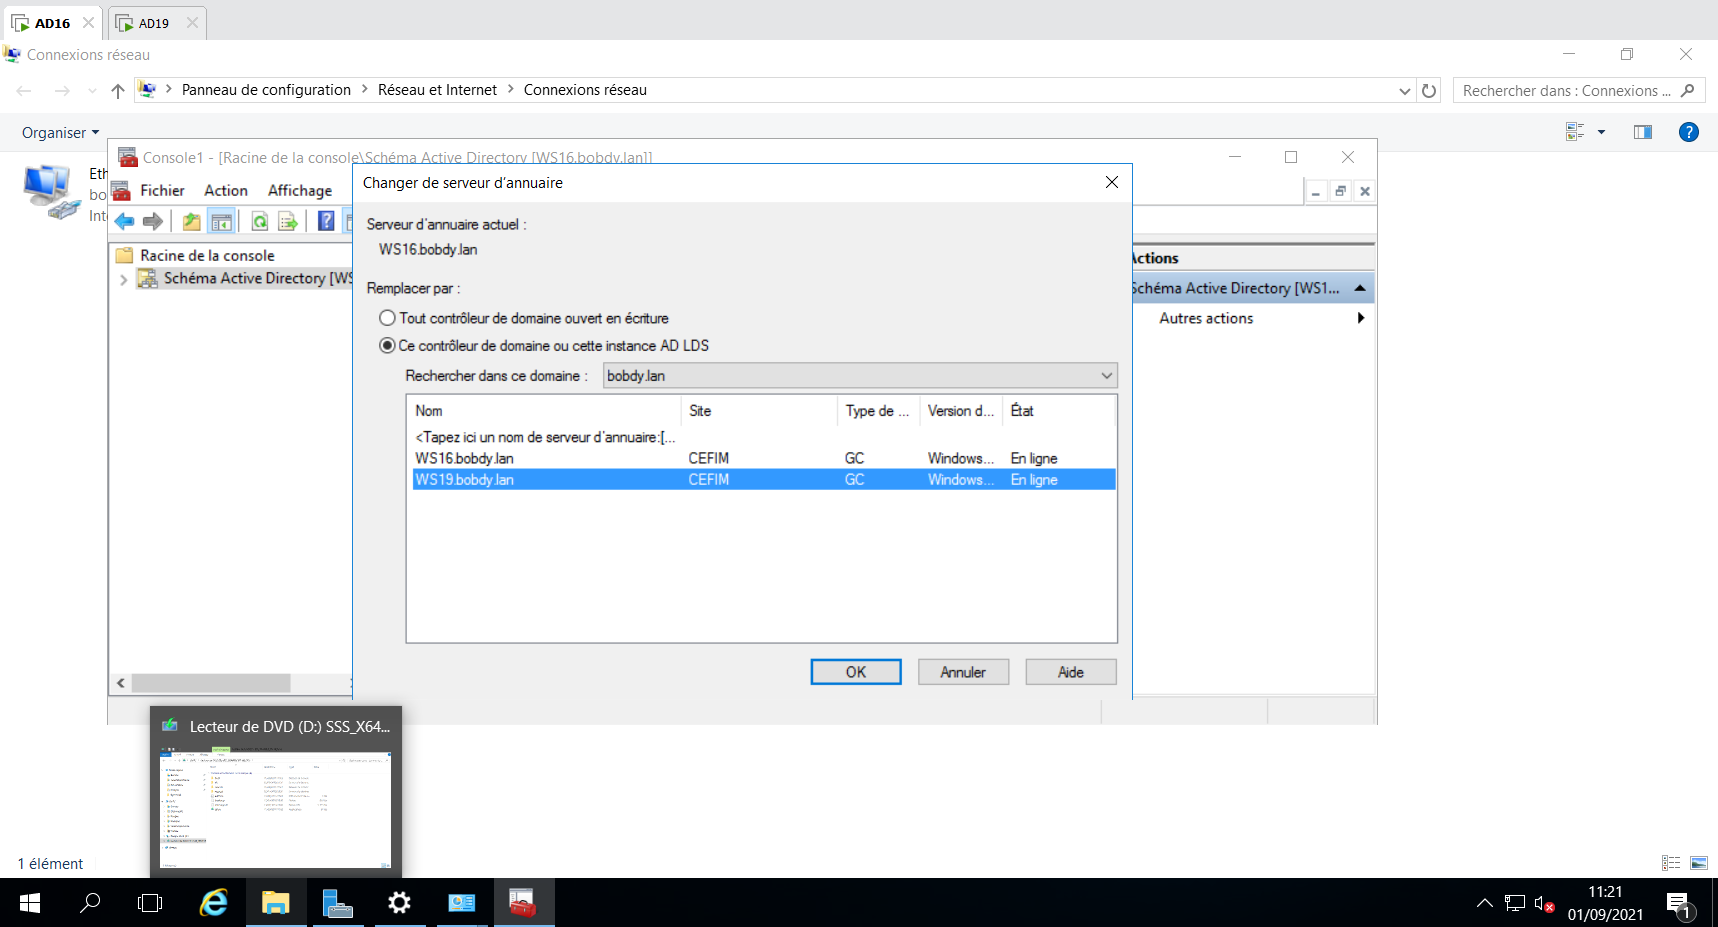 AD16
AD19
Connexions réseau
Panneau de configuration > Réseau et Internet > Connexions réseau
Rechercher dans : Connexions ...
Organiser
Eth
bo
Inte
Console1 - [Racine de la console\Schéma Active Directory [WS16.bobdy.lan]]
Fichier Action Affichage
Racine de la console
Schéma Active Directory [WS
Changer de serveur d'annuaire
Serveur d'annuaire actuel :
WS16.bobdy.lan
Remplacer par :
Tout contrôleur de domaine ouvert en écriture
Ce contrôleur de domaine ou cette instance AD LDS
Rechercher dans ce domaine : bobdy.lan
Nom Site Type de ... Version d... État
<Tapez ici un nom de serveur d'annuaire:[...
WS16.bobdy.lan CEFIM GC Windows... En ligne
WS19.bobdy.lan CEFIM GC Windows... En ligne
OK Annuler Aide
Actions
Schéma Active Directory [WS1...
Autres actions
Lecteur de DVD (D:) SSS_X64...
1 élément
11:21
01/09/2021
1